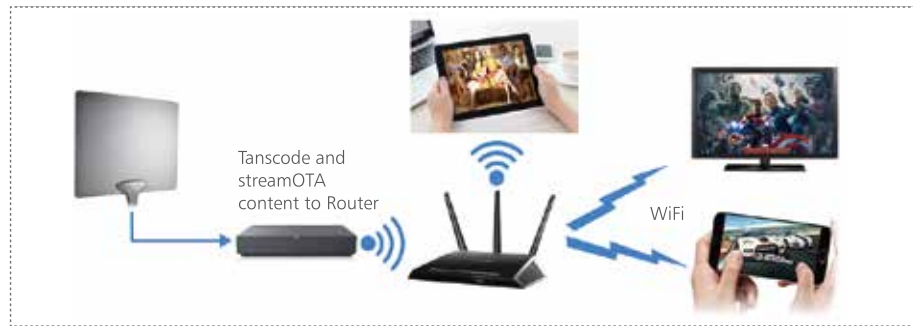 Tanscode and
streamOTA
content to Router
WiFi